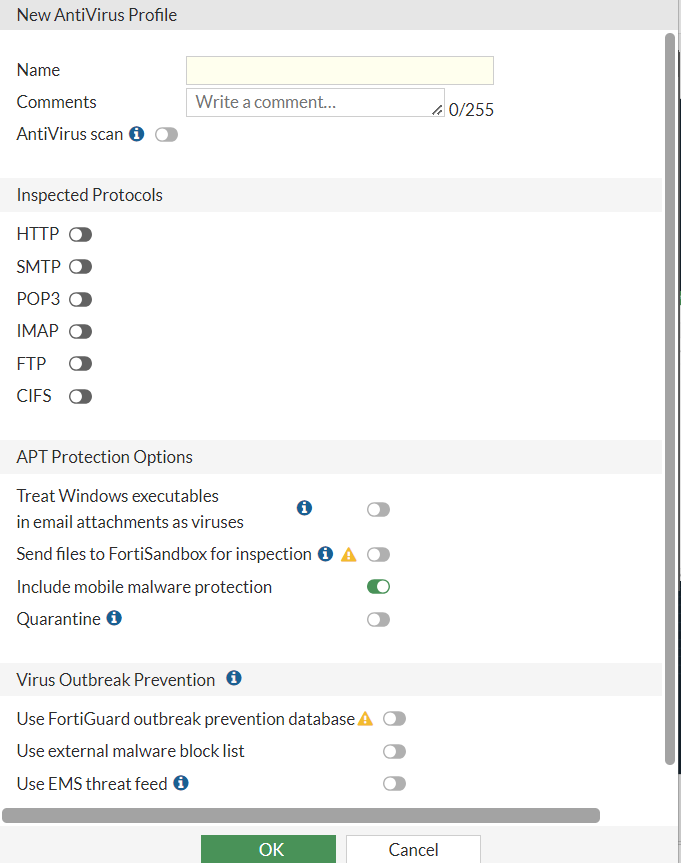 New AntiVirus Profile
Name
Comments Write a comment... 0/255
AntiVirus scan
Inspected Protocols
HTTP
SMTP
POP3
IMAP
FTP
CIFS
APT Protection Options
Treat Windows executables
in email attachments as viruses
Send files to FortiSandbox for inspection
Include mobile malware protection
Quarantine
Virus Outbreak Prevention
Use FortiGuard outbreak prevention database
Use external malware block list
Use EMS threat feed
OK Cancel